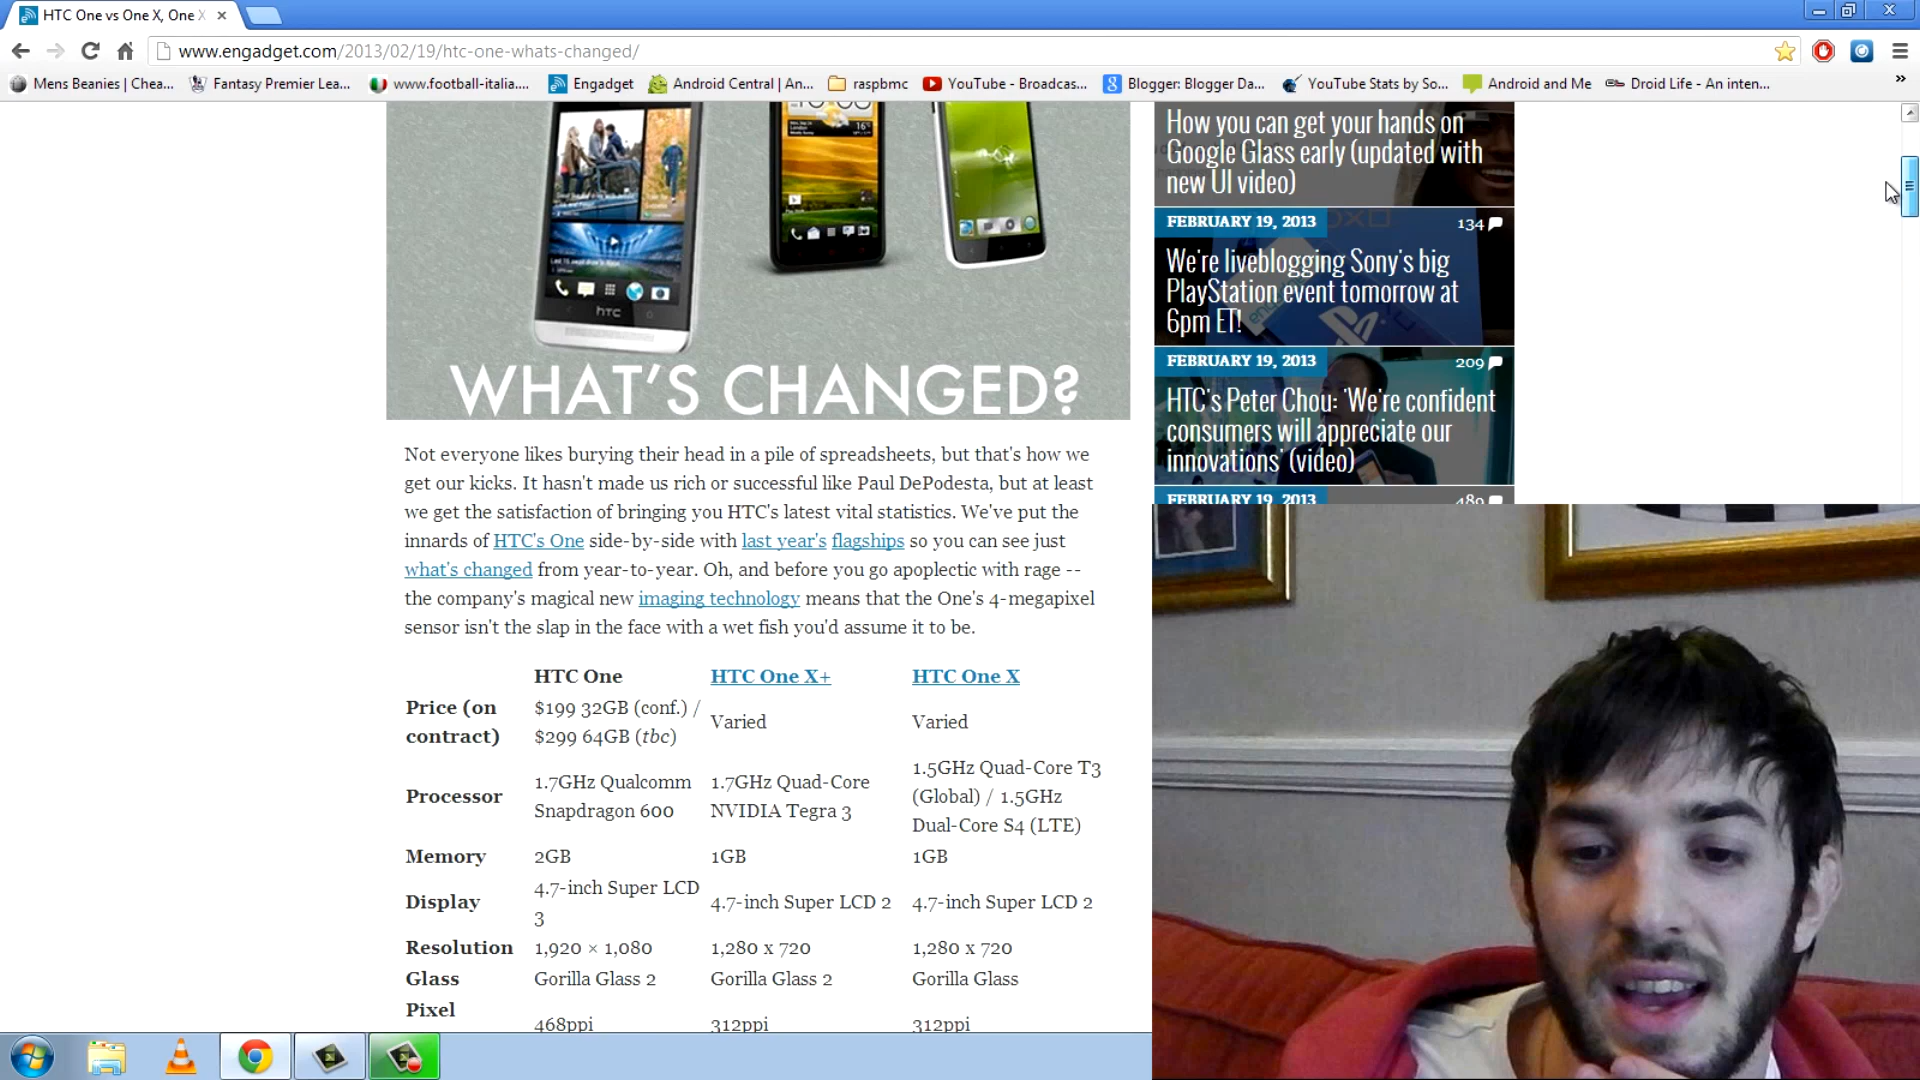 HTC One vs One X, One X
www.engadget.com/2013/02/19/htc-one-whats-changed/
Mens Beanies | Chea...
Fantasy Premier Lea...
www.football-italia....
Engadget
Android Central | An...
raspbmc
YouTube - Broadcas...
Blogger: Blogger Da...
YouTube Stats by So...
Android and Me
Droid Life - An inten...
»
hTC
WHAT'S CHANGED?
Not everyone likes burying their head in a pile of spreadsheets, but that's how we
get our kicks. It hasn't made us rich or successful like Paul DePodesta, but at least
we get the satisfaction of bringing you HTC's latest vital statistics. We've put the
innards of HTC's One side-by-side with last year's flagships so you can see just
what's changed from year-to-year. Oh, and before you go apoplectic with rage --
the company's magical new imaging technology means that the One's 4-megapixel
sensor isn't the slap in the face with a wet fish you'd assume it to be.
HTC One HTC One X+ HTC One X
Price (on contract) $199 32GB (conf.) / $299 64GB (tbc) Varied Varied
Processor 1.7GHz Qualcomm Snapdragon 600 1.7GHz Quad-Core NVIDIA Tegra 3 1.5GHz Quad-Core T3 (Global) / 1.5GHz Dual-Core S4 (LTE)
Memory 2GB 1GB 1GB
Display 4.7-inch Super LCD 3 4.7-inch Super LCD 2 4.7-inch Super LCD 2
Resolution 1,920 × 1,080 1,280 x 720 1,280 x 720
Glass Gorilla Glass 2 Gorilla Glass 2 Gorilla Glass
Pixel 468ppi 312ppi 312ppi
How you can get your hands on
Google Glass early (updated with
new UI video)
FEBRUARY 19, 2013 134
We're liveblogging Sony's big
PlayStation event tomorrow at
6pm ET!
FEBRUARY 19, 2013 209
HTC's Peter Chou: 'We're confident
consumers will appreciate our
innovations' (video)
FEBRUARY 19, 2013 489